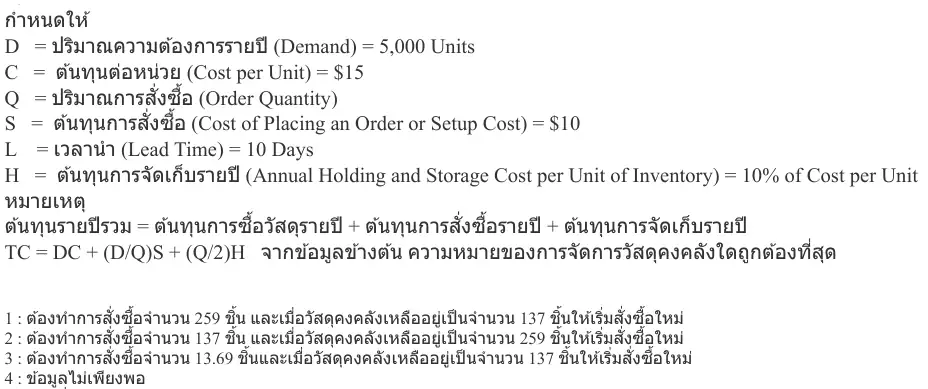 กำหนดให้
D = ปริมาณความต้องการรายปี (Demand) = 5,000 Units
C = ต้นทุนต่อหน่วย (Cost per Unit) = $15
Q = ปริมาณการสั่งซื้อ (Order Quantity)
S = ต้นทุนการสั่งซื้อ (Cost of Placing an Order or Setup Cost) = $10
L = เวลานำ (Lead Time) = 10 Days
H = ต้นทุนการจัดเก็บรายปี (Annual Holding and Storage Cost per Unit of Inventory) = 10% of Cost per Unit
หมายเหตุ
ต้นทุนรายปีรวม = ต้นทุนการซื้อวัสดุรายปี + ต้นทุนการสั่งซื้อรายปี + ต้นทุนการจัดเก็บรายปี
TC = DC + (D/Q)S + (Q/2)H จากข้อมูลข้างต้น ความหมายของการจัดการวัสดุคงคลังใดถูกต้องที่สุด
1 : ต้องทำการสั่งซื้อจำนวน 259 ชิ้น และเมื่อวัสดุคงคลังเหลืออยู่เป็นจำนวน 137 ชิ้นให้เริ่มสั่งซื้อใหม่
2 : ต้องทำการสั่งซื้อจำนวน 137 ชิ้น และเมื่อวัสดุคงคลังเหลืออยู่เป็นจำนวน 259 ชิ้นให้เริ่มสั่งซื้อใหม่
3 : ต้องทำการสั่งซื้อจำนวน 13.69 ชิ้นและเมื่อวัสดุคงคลังเหลืออยู่เป็นจำนวน 137 ชิ้นให้เริ่มสั่งซื้อใหม่
4 : ข้อมูลไม่เพียงพอ